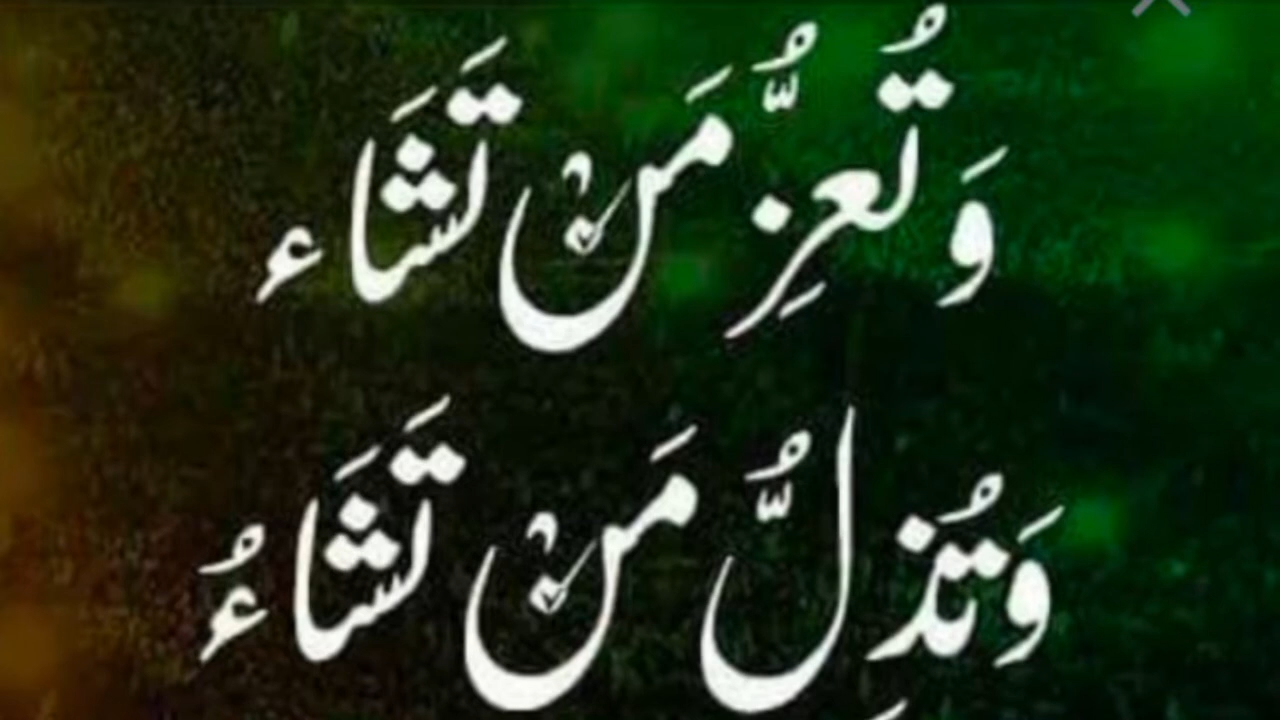 وَتُعِزُّ مَنْ تَشَاء
وَتُذِلُّ مَنْ تَشَاءُ